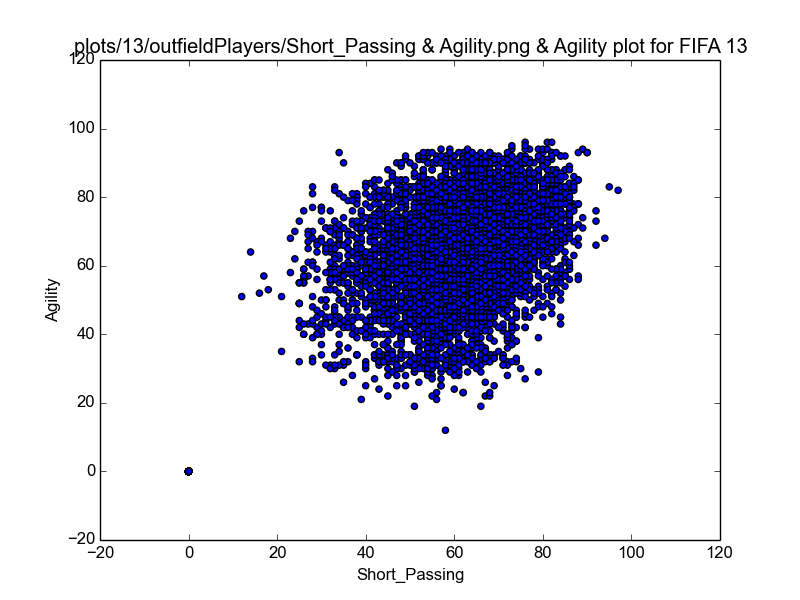 plots/13/outfieldPlayers/Short_Passing & Agility.png & Agility plot for FIFA 13
120
100
80
60
40
20
0
−20
Agility
−20 0 20 40 60 80 100 120
Short_Passing